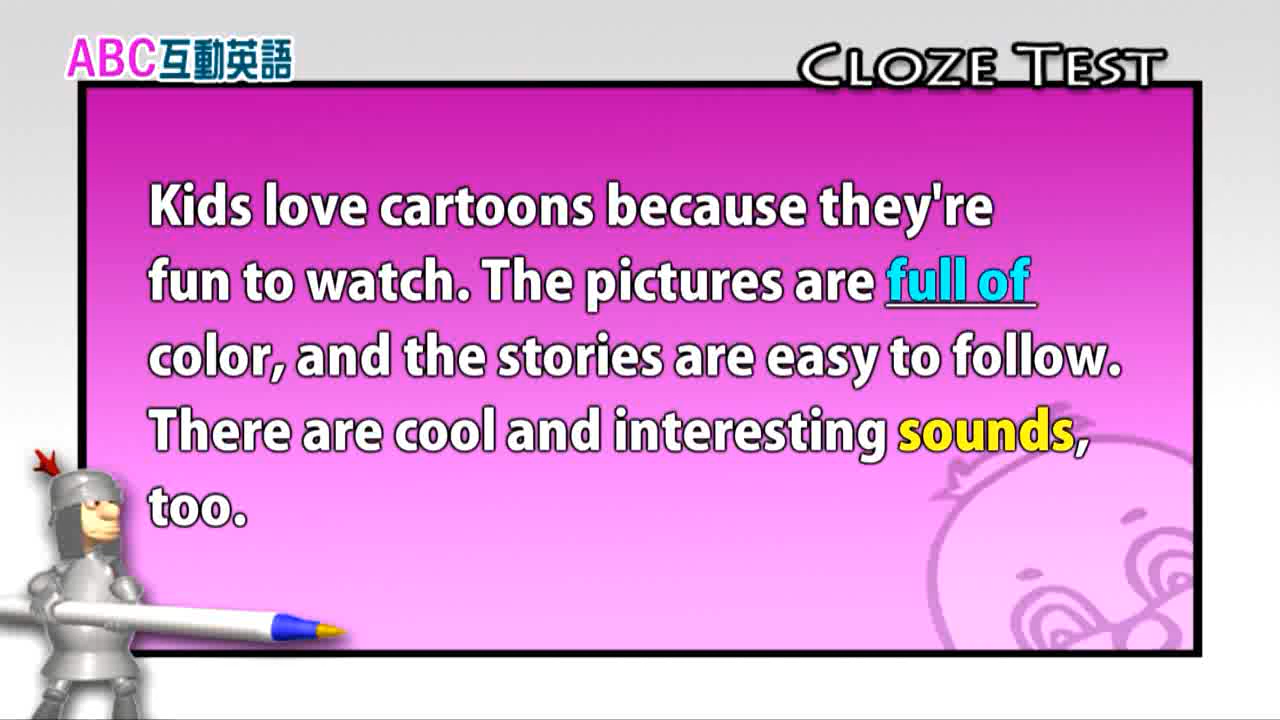 ABC互動英語
CLOZE TEST
Kids love cartoons because they're
fun to watch. The pictures are full of
color, and the stories are easy to follow.
There are cool and interesting sounds,
too.